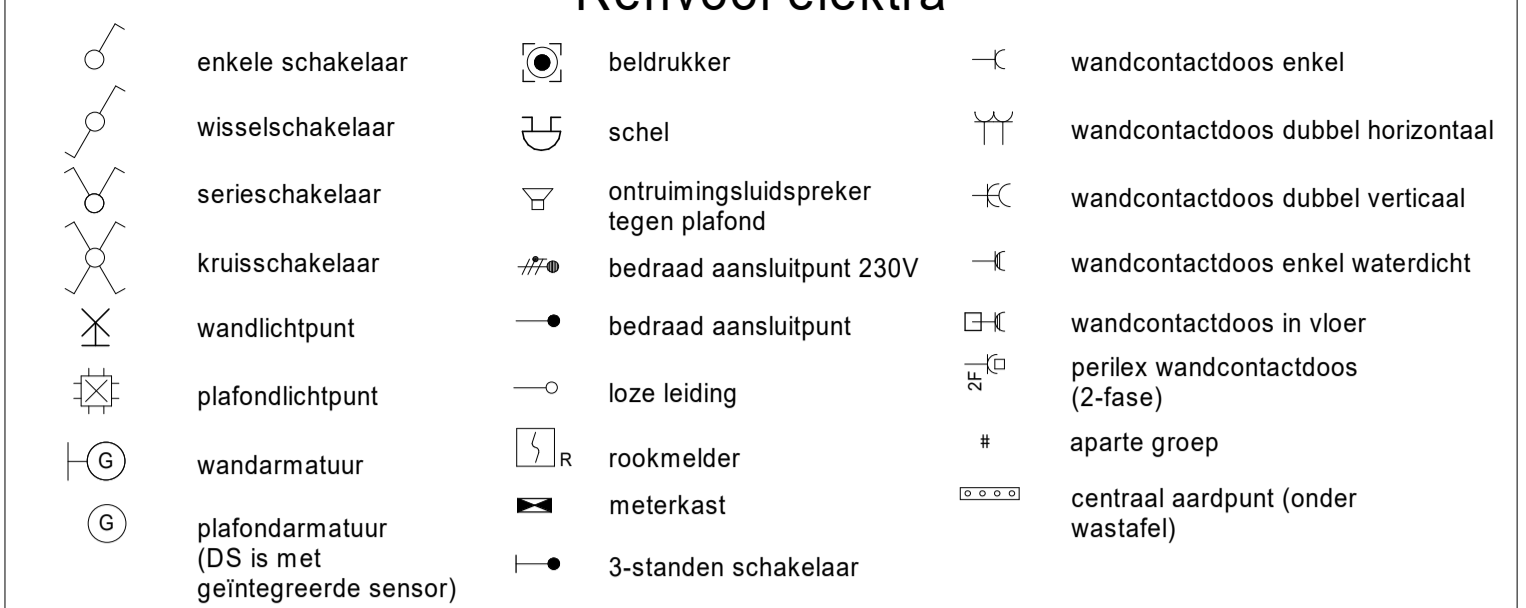 Renvooi elektra
enkele schakelaar
wisselschakelaar
serieschakelaar
kruisschakelaar
wandlichtpunt
plafondlichtpunt
G
wandarmatuur
G
plafondarmatuur
(DS is met
geïntegreerde sensor)
beldrukker
schel
ontruimingsluidspreker
tegen plafond
bedraad aansluitpunt 230V
bedraad aansluitpunt
loze leiding
R
rookmelder
meterkast
3-standen schakelaar
wandcontactdoos enkel
wandcontactdoos dubbel horizontaal
wandcontactdoos dubbel verticaal
wandcontactdoos enkel waterdicht
wandcontactdoos in vloer
2F
perilex wandcontactdoos
(2-fase)
#
aparte groep
centraal aardpunt (onder
wastafel)